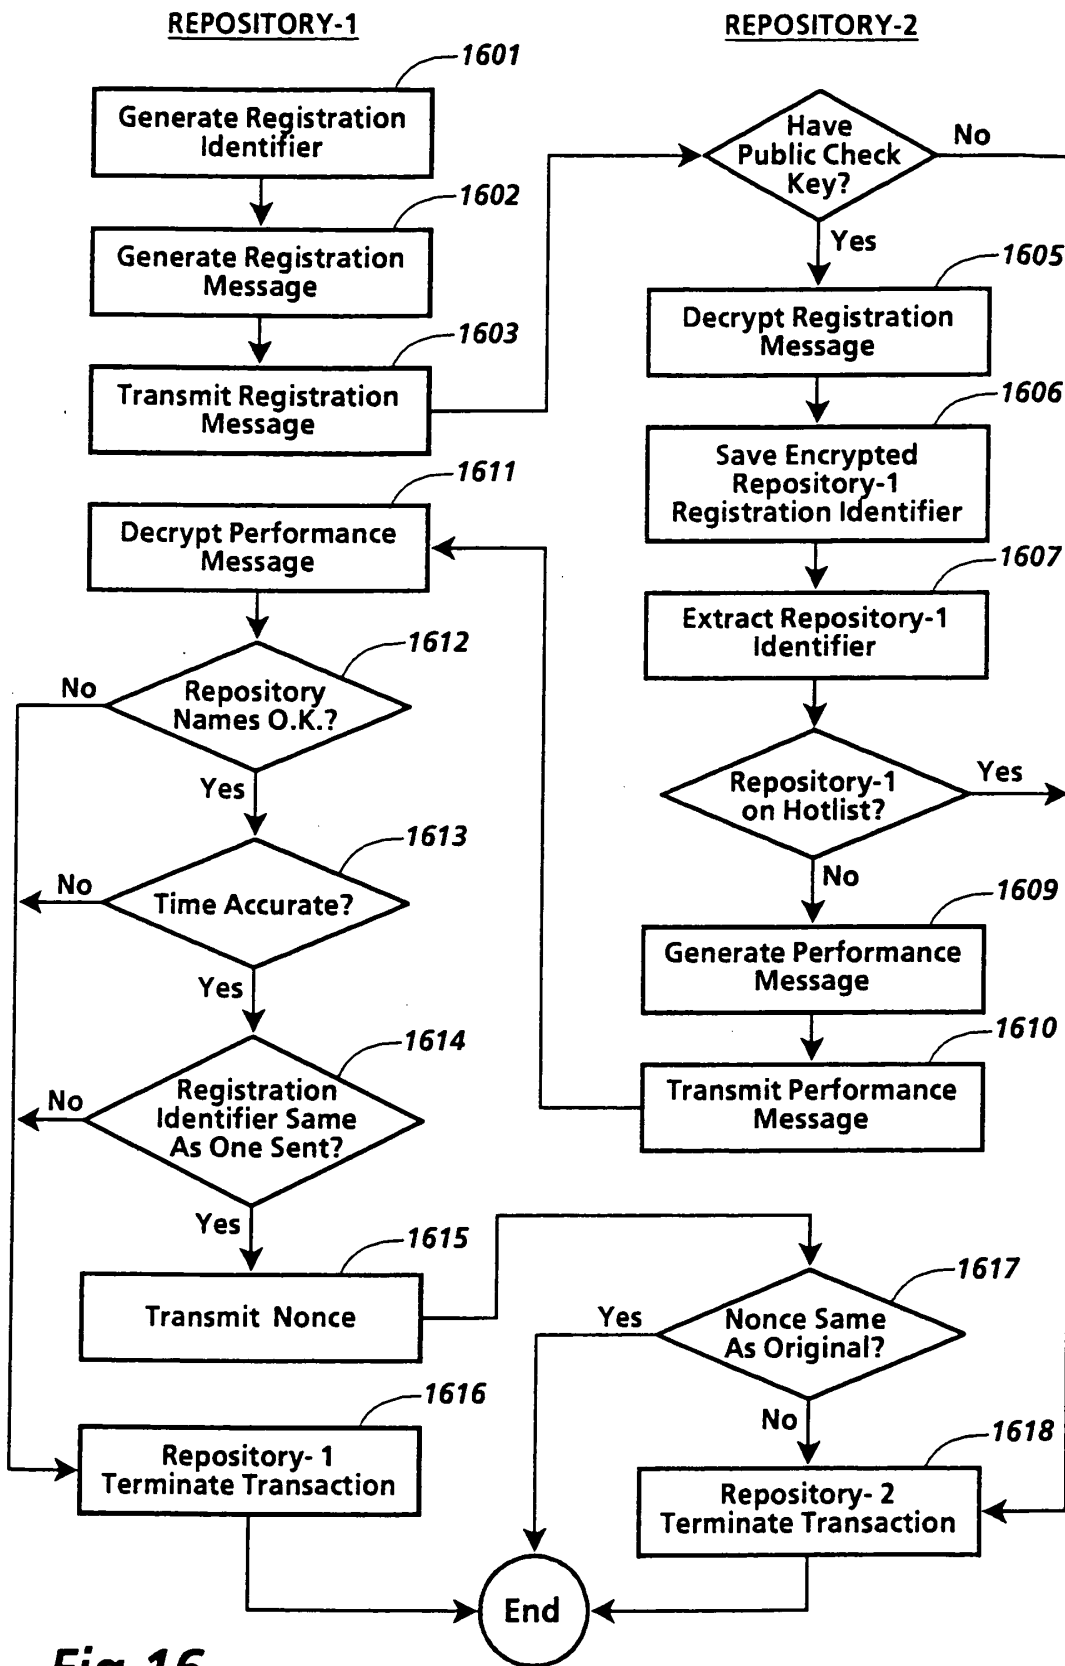 REPOSITORY-1
1601
Generate Registration
Identifier
1602
Generate Registration
Message
1603
Transmit Registration
Message
1611
Decrypt Performance
Message
1612
No
Repository
Names O.K.?
Yes
1613
No
Time Accurate?
Yes
1614
No
Registration
Identifier Same
As One Sent?
Yes
1615
Transmit Nonce
1616
Repository- 1
Terminate Transaction
REPOSITORY-2
Have
Public Check
Key?
No
Yes
1605
Decrypt Registration
Message
1606
Save Encrypted
Repository-1
Registration Identifier
1607
Extract Repository-1
Identifier
Repository-1
on Hotlist?
Yes
No
1609
Generate Performance
Message
1610
Transmit Performance
Message
1617
Yes
Nonce Same
As Original?
No
1618
Repository- 2
Terminate Transaction
End
Fig.16